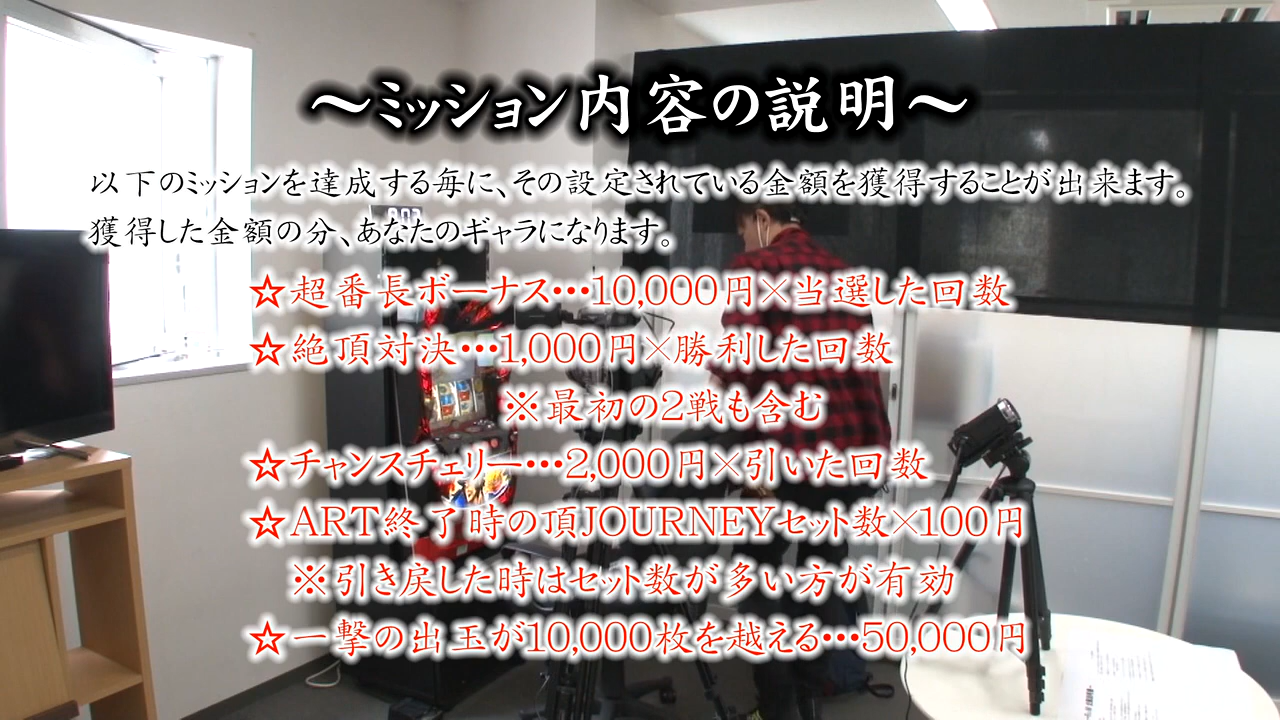 ～ミッション内容の説明～
以下のミッションを達成する毎に、その設定されている金額を獲得することが出来ます。
獲得した金額の分、あなたのギャラになります。
☆超番長ボーナス…10,000円×当選した回数
☆絶頂対決…1,000円×勝利した回数
※最初の2戦も含む
☆チャンスチェリー…2,000円×引いた回数
☆ART終了時の頂JOURNEYセット数×100円
※引き戻した時はセット数が多い方が有効
☆一撃の出玉が10,000枚を越える…50,000円